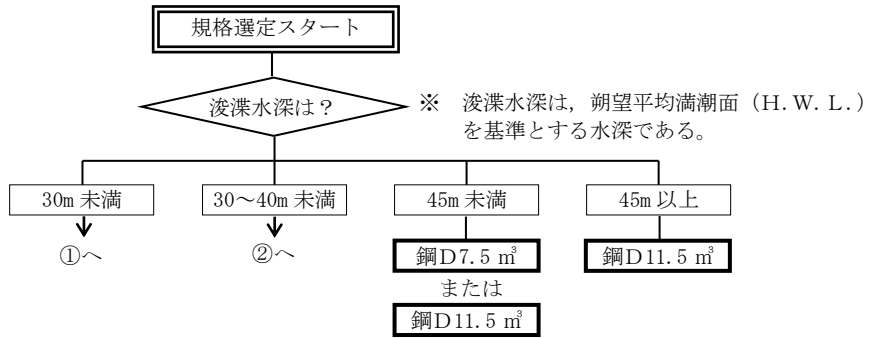 規格選定スタート
浚渫水深は?
※ 浚渫水深は,朔望平均満潮面(H.W.L.)
を基準とする水深である。
30m 未満
30~40m 未満
45m 未満
45m 以上
①へ
②へ
鋼D7.5 ㎥
鋼D11.5 ㎥
または
鋼D11.5 ㎥